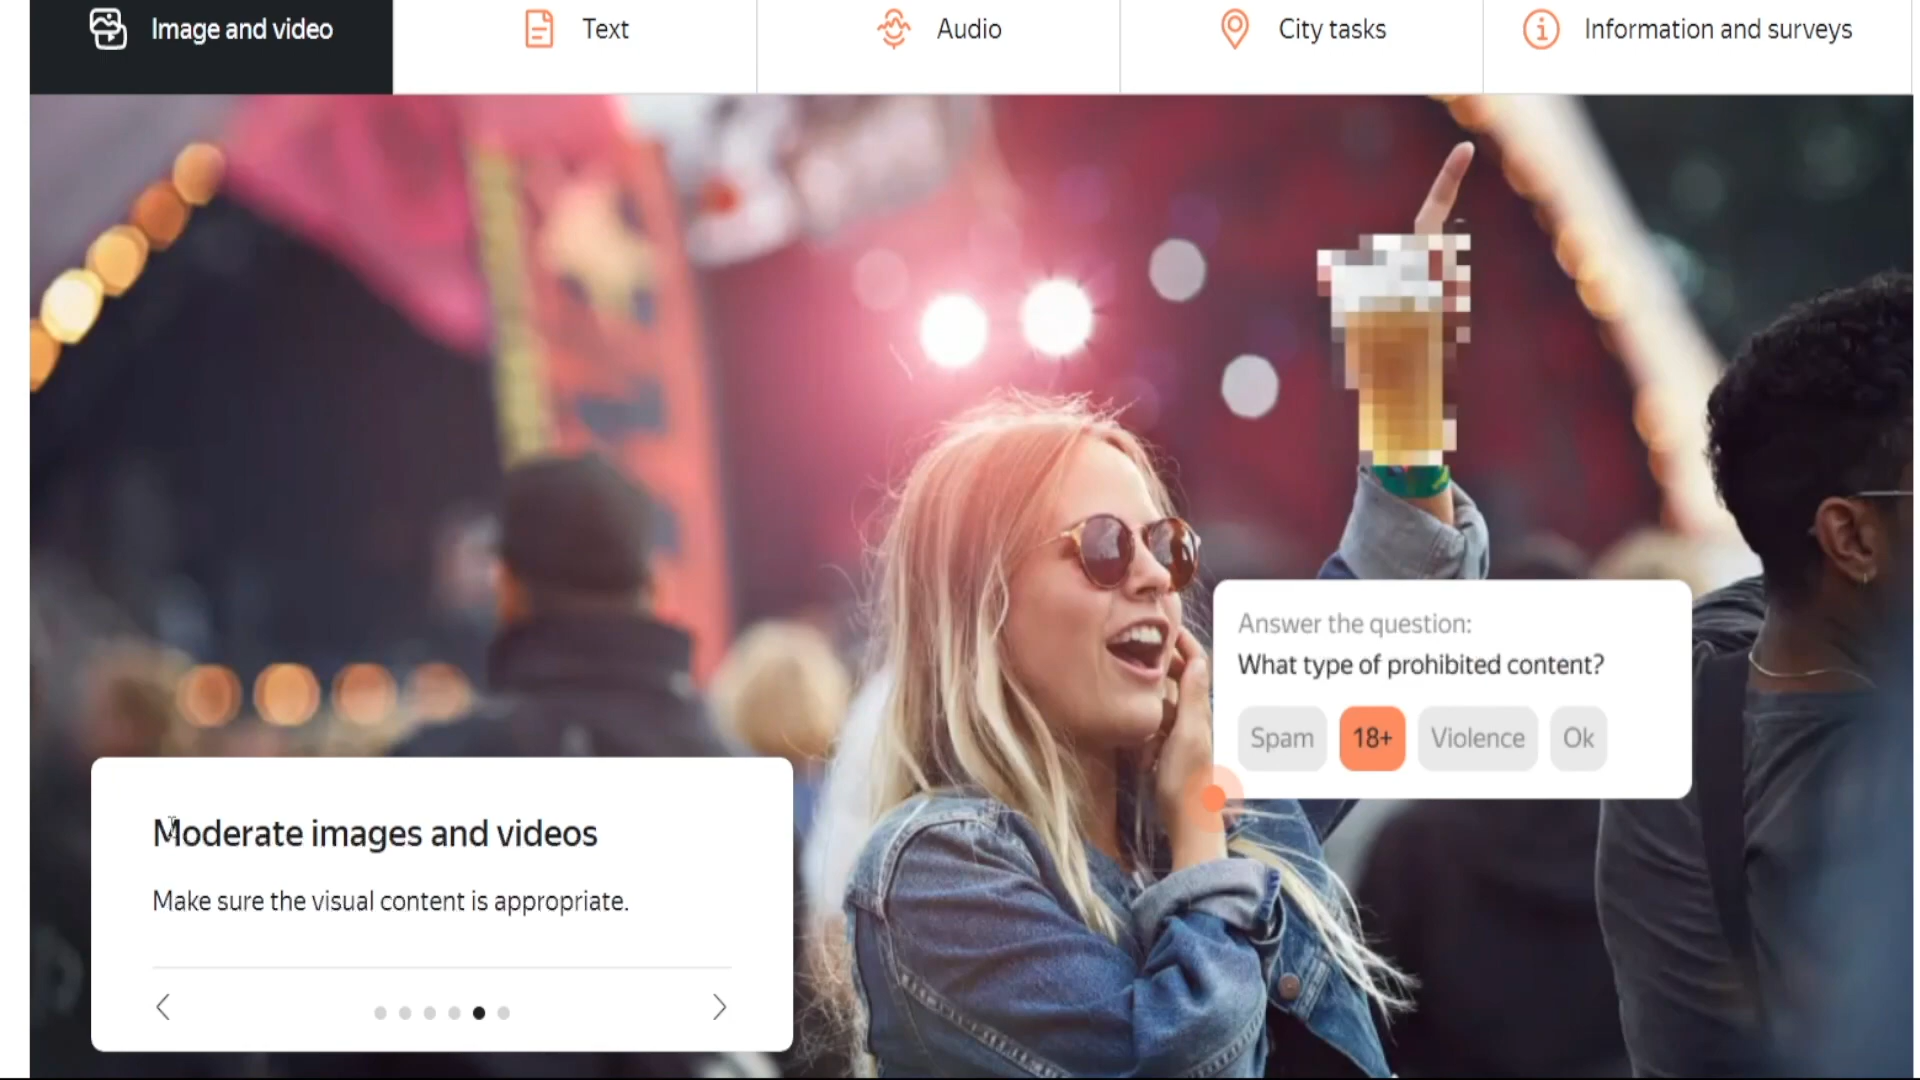 Image and video
Text
Audio
City tasks
Information and surveys
Answer the question:
What type of prohibited content?
Spam
18+
Violence
Ok
Moderate images and videos
Make sure the visual content is appropriate.